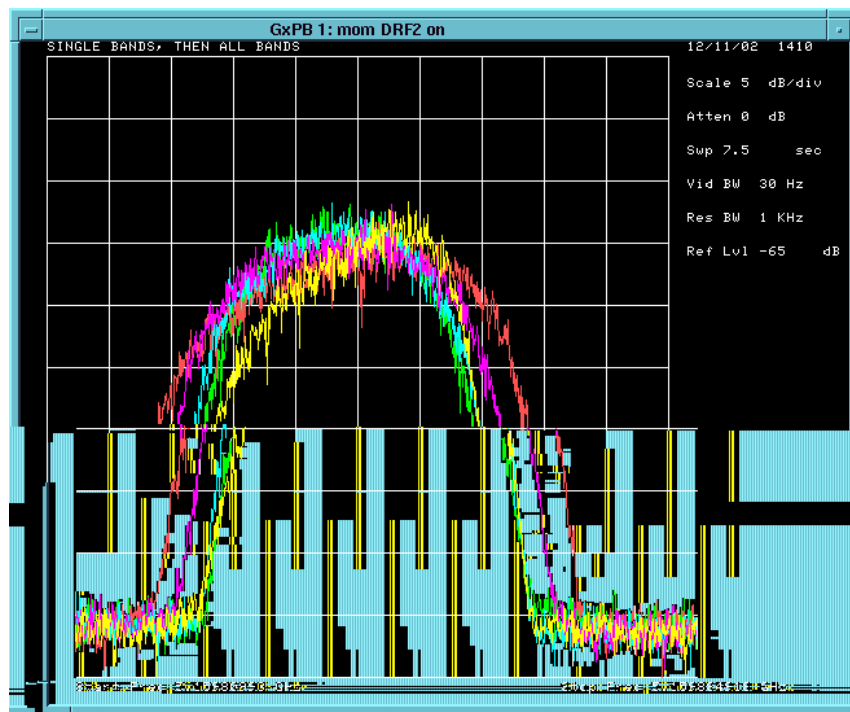 GxPB 1: mom DRF2 on
SINGLE BANDS, THEN ALL BANDS
12/11/02 1410
Scale 5 dB/div
Atten 0 dB
Swp 7.5 sec
Vid BW 30 Hz
Res BW 1 KHz
Ref Lvl -65 dB